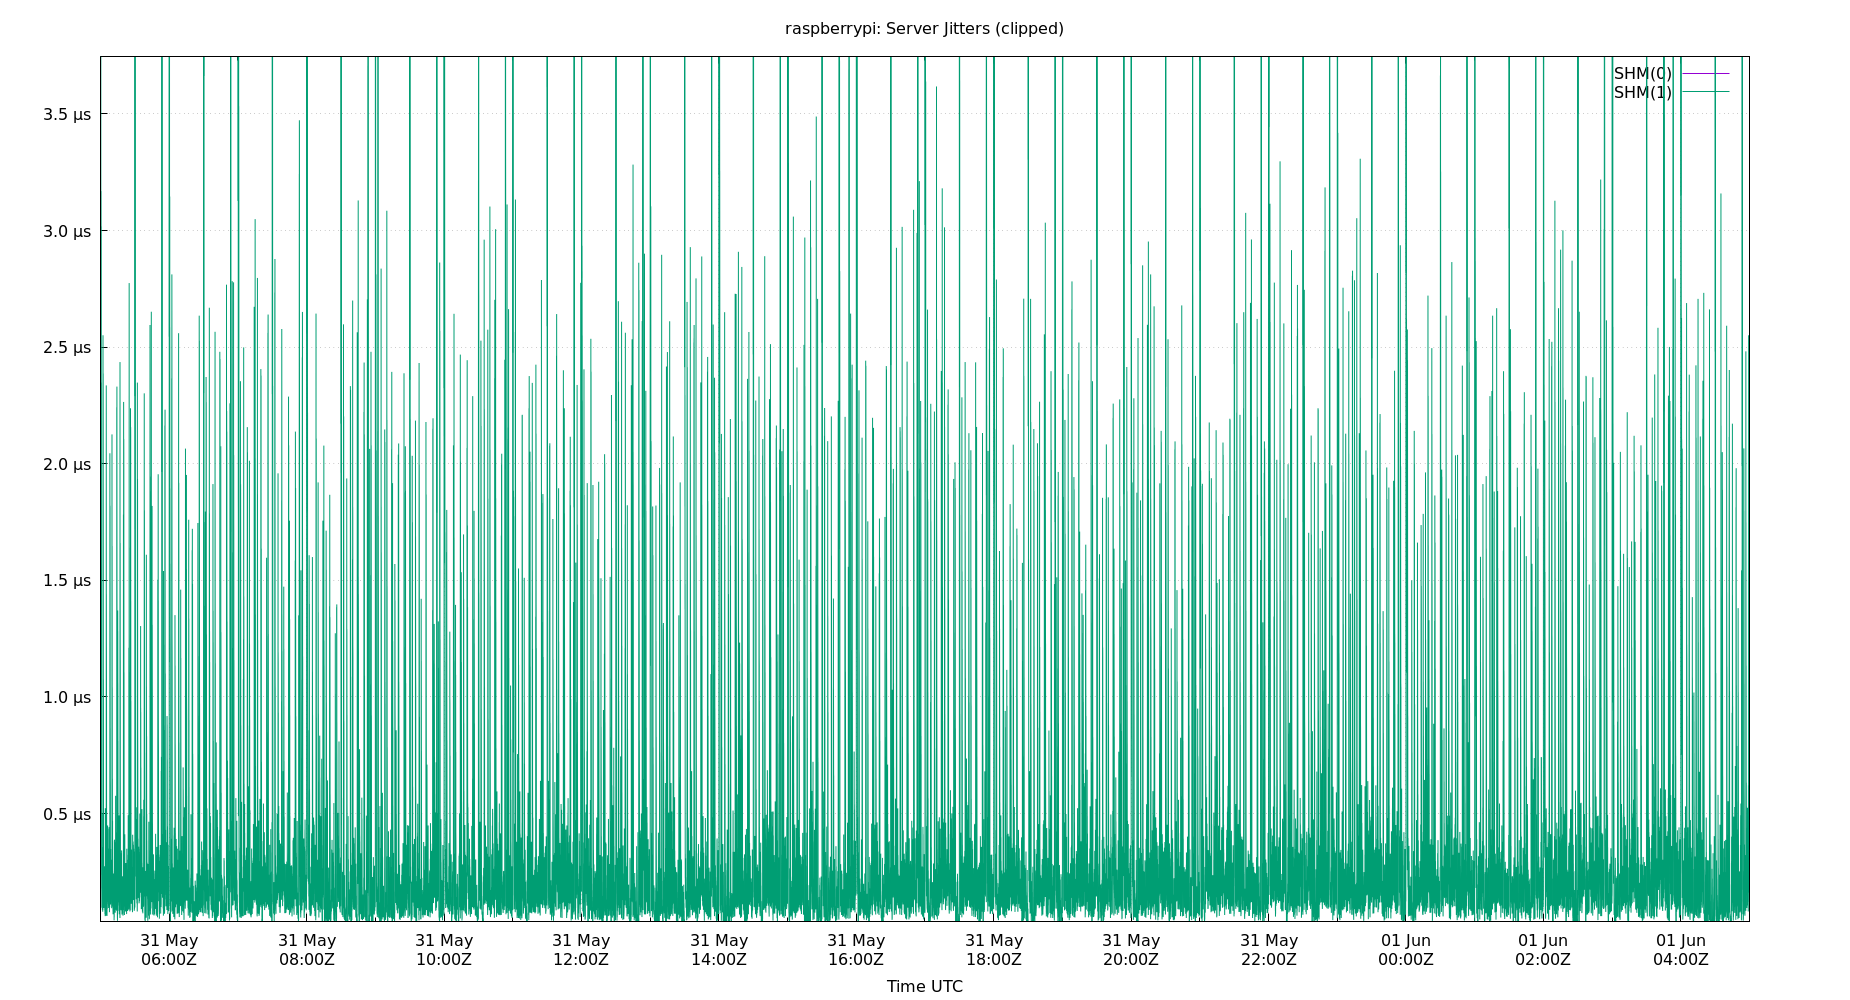 raspberrypi: Server Jitters (clipped)
SHM(0)
SHM(1)
3.5 µs
3.0 µs
2.5 µs
2.0 µs
1.5 µs
1.0 µs
0.5 µs
31 May 31 May 31 May 31 May 31 May 31 May 31 May 31 May 31 May 01 Jun 01 Jun 01 Jun
06:00Z 08:00Z 10:00Z 12:00Z 14:00Z 16:00Z 18:00Z 20:00Z 22:00Z 00:00Z 02:00Z 04:00Z
Time UTC